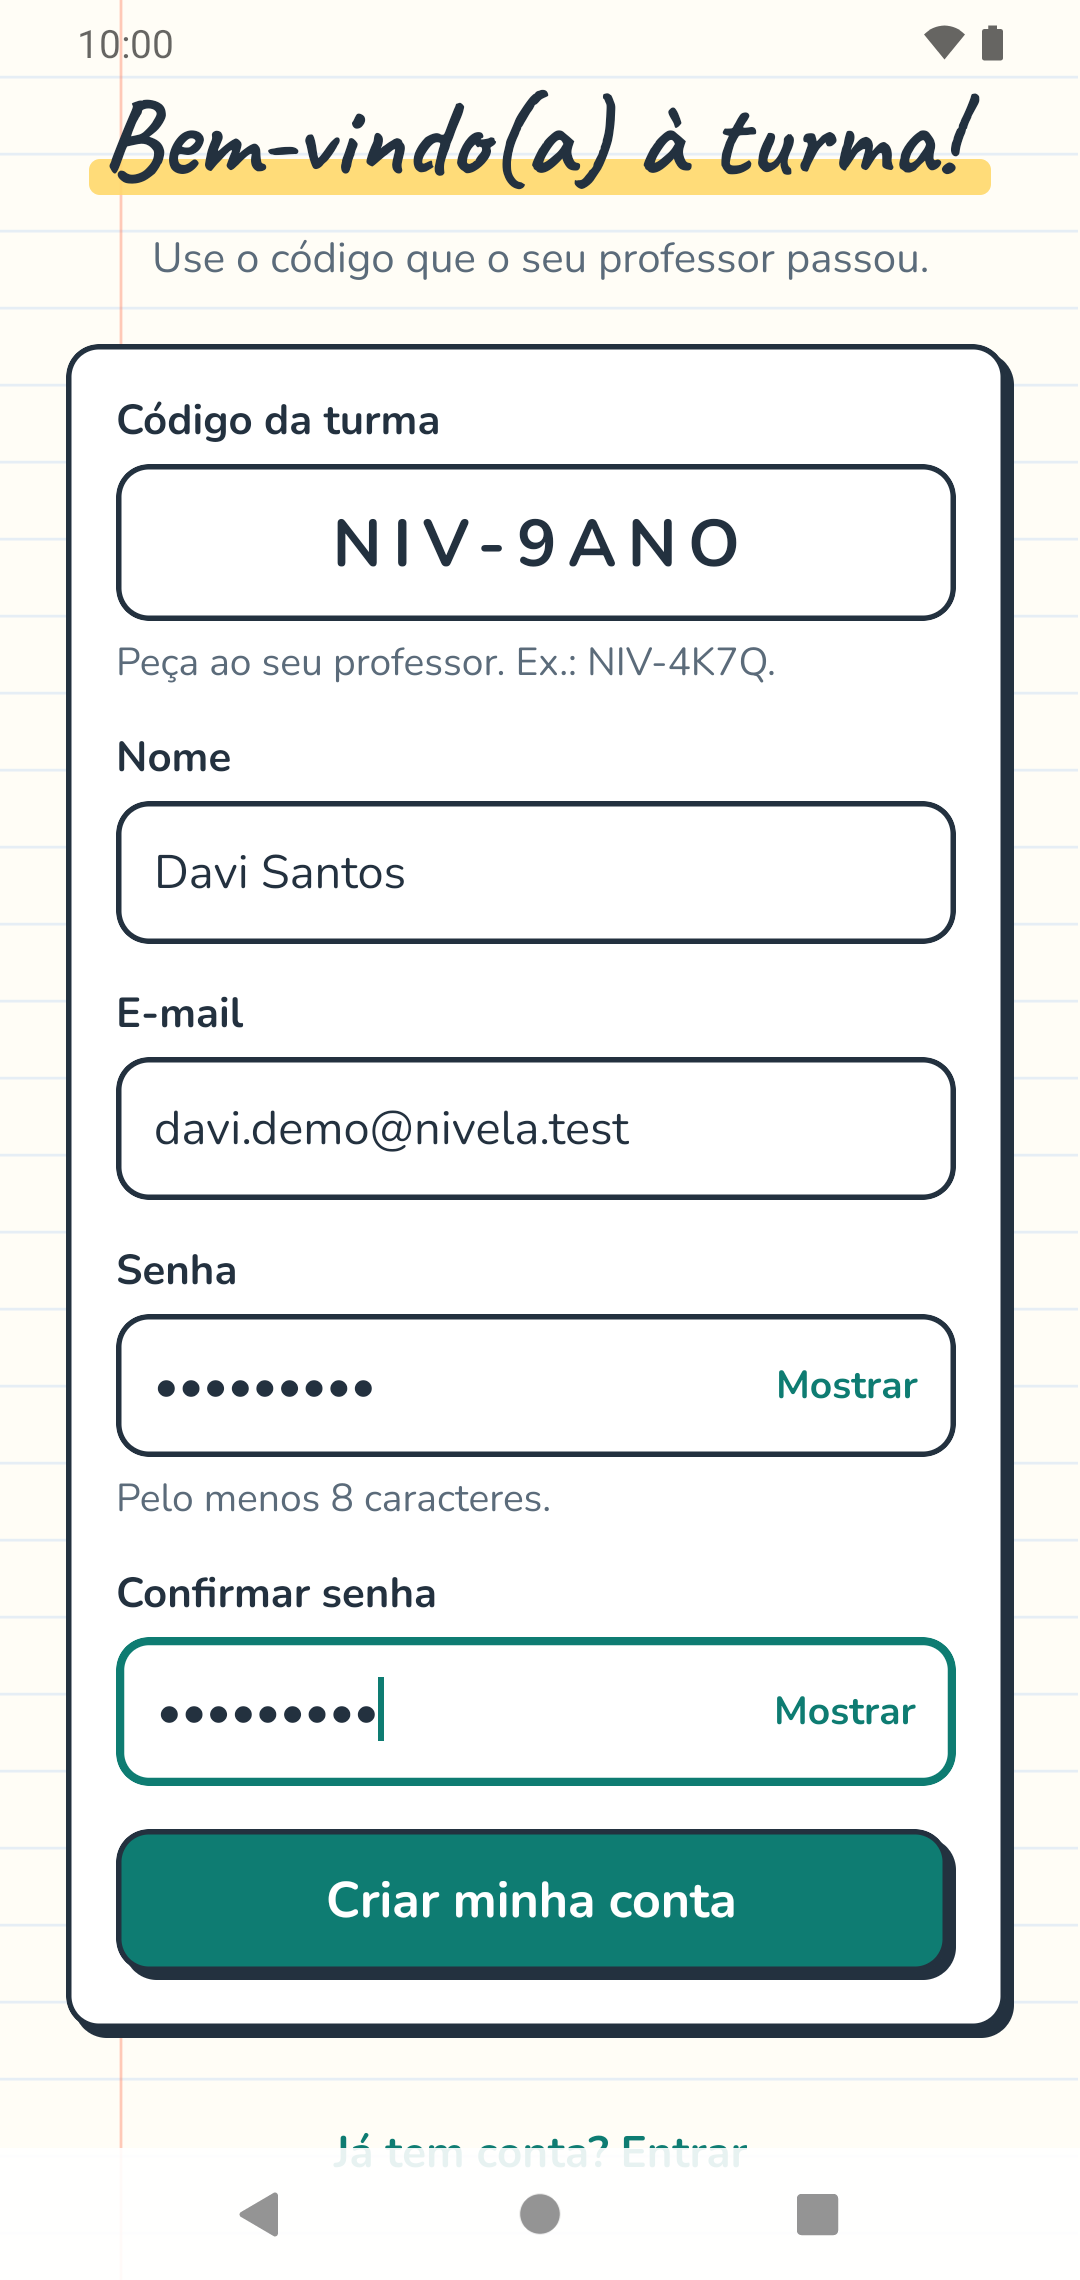 10:00
Bem-vindo(a) à turma!
Use o código que o seu professor passou.
Código da turma
NIV-9ANO
Peça ao seu professor. Ex.: NIV-4K7Q.
Nome
Davi Santos
E-mail
davi.demo@nivela.test
Senha
•••••••••
Mostrar
Pelo menos 8 caracteres.
Confirmar senha
•••••••••
Mostrar
Criar minha conta
Já tem conta? Entrar